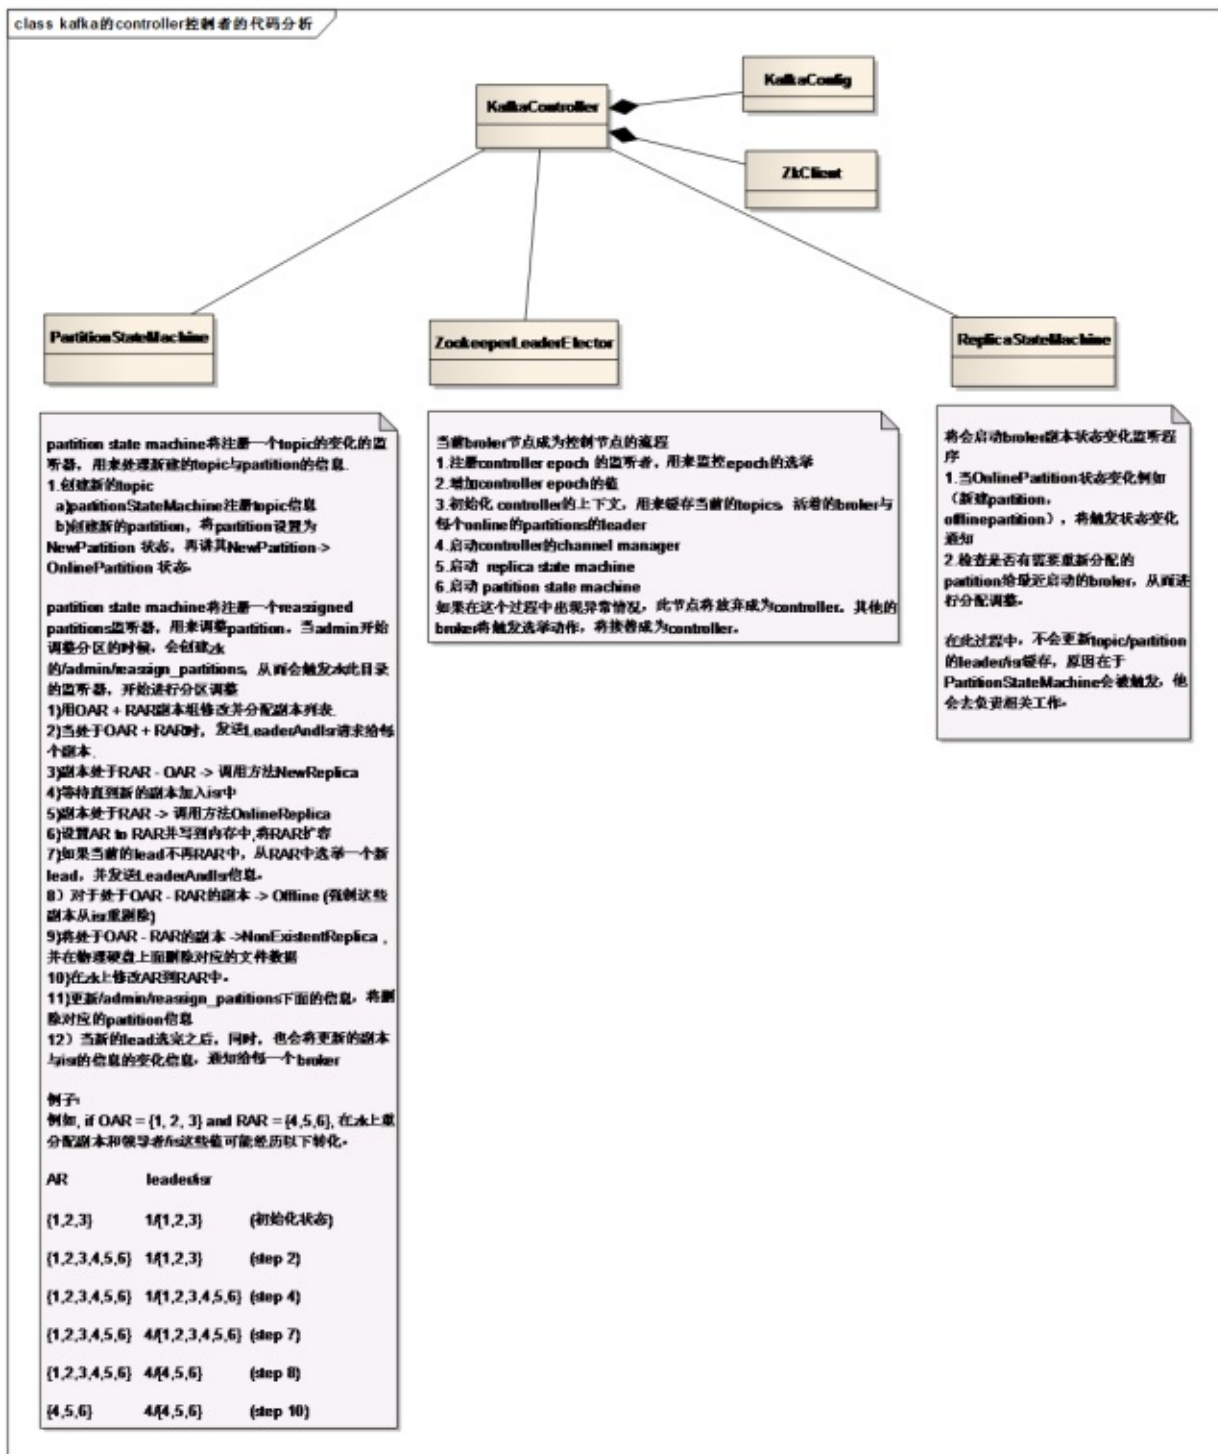 class kafka的controller控制者的代码分析
KafkaConfig
KafkaController
ZkClient
PartitionStateMachine
ZookeeperLeaderElector
ReplicaStateMachine
partition state machine将注册一个topic的变化的监
听器，用来处理新建的topic与partition的信息.
1.创建新的topic
a)partitionStateMachine注册topic信息
b)创建新的partition，将partition设置为
NewPartition 状态，再讲其NewPartition->
OnlinePartition 状态。
partition state machine将注册一个reassigned
partitions监听器，用来调整partition。当admin开始
调整分区的时候，会创建zk
的/admin/reassign_partitions，从而会触发zk此目录
的监听器，开始进行分区调整
1)用OAR + RAR副本组修改并分配副本列表.
2)当处于OAR + RAR时，发送LeaderAndIsr请求给每
个副本.
3)副本处于RAR - OAR -> 调用方法NewReplica
4)等待直到新的副本加入isr中
5)副本处于RAR -> 调用方法OnlineReplica
6)设置AR to RAR并写到内存中,将RAR扩容
7)如果当前的lead不再RAR中，从RAR中选举一个新
lead，并发送LeaderAndIsr信息。
8）对于处于OAR - RAR的副本 -> Offline (强制这些
副本从isr重剔除)
9)将处于OAR - RAR的副本 ->NonExistentReplica ,
并在物理硬盘上面删除对应的文件数据
10)在zk上修改AR到RAR中。
11)更新/admin/reassign_partitions下面的信息，将删
除对应的partition信息
12）当新的lead选完之后，同时，也会将更新的副本
与isr的信息的变化信息，通知给每一个broker
例子:
例如, if OAR = {1, 2, 3} and RAR = {4,5,6}, 在zk上重
分配副本和领导者/isr这些值可能经历以下转化。
AR leader/isr
{1,2,3} 1/{1,2,3} (初始化状态)
{1,2,3,4,5,6} 1/{1,2,3} (step 2)
{1,2,3,4,5,6} 1/{1,2,3,4,5,6} (step 4)
{1,2,3,4,5,6} 4/{1,2,3,4,5,6} (step 7)
{1,2,3,4,5,6} 4/{4,5,6} (step 8)
{4,5,6} 4/{4,5,6} (step 10)
当前broker节点成为控制节点的流程
1.注册controller epoch 的监听者，用来监控epoch的选举
2.增加controller epoch的值
3.初始化 controller的上下文，用来缓存当前的topics, 活着的broker与
每个online的partitions的leader
4.启动controller的channel manager
5.启动 replica state machine
6.启动 partition state machine
如果在这个过程中出现异常情况，此节点将放弃成为controller。其他的
broker将触发选举动作，将接替成为controller。
将会启动broker副本状态变化监听程
序
1.当OnlinePartition状态变化例如
（新建partition，
offlinepartition），将触发状态变化
通知
2.检查是否有需要重新分配的
partition给最近启动的broker，从而进
行分配调整。
在此过程中，不会更新topic/partition
的leader/isr缓存，原因在于
PartitionStateMachine会被触发，他
会去负责相关工作。